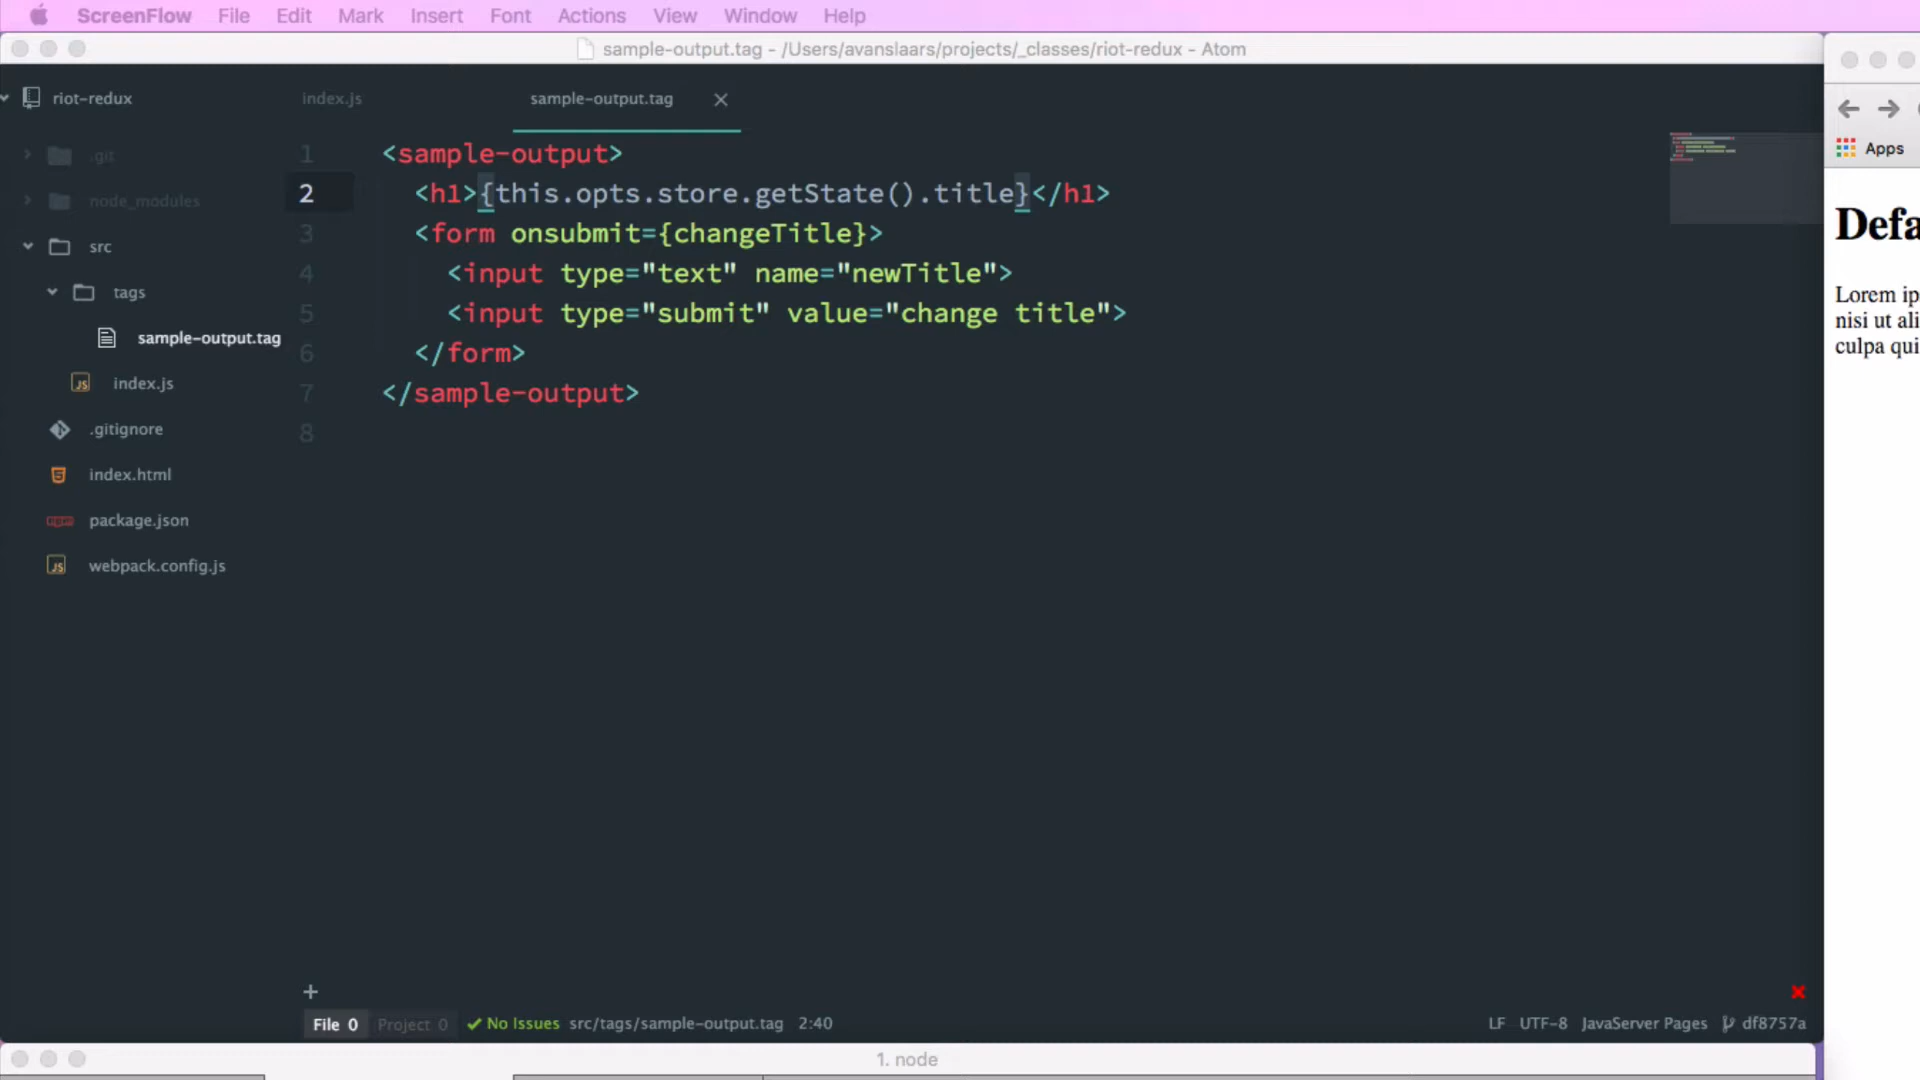 ScreenFlow File Edit Mark Insert Font Actions View Window Help
sample-output.tag - /Users/avanslaars/projects/_classes/riot-redux - Atom
riot-redux
.git
node_modules
src
tags
sample-output.tag
index.js
.gitignore
index.html
package.json
webpack.config.js
index.js sample-output.tag
1 <sample-output>
2 <h1>{this.opts.store.getState().title}</h1>
3 <form onsubmit={changeTitle}>
4 <input type="text" name="newTitle">
5 <input type="submit" value="change title">
6 </form>
7 </sample-output>
8
File 0 Project 0 No Issues src/tags/sample-output.tag 2:40 LF UTF-8 JavaServer Pages df8757a
1. node
Apps
Defa
Lorem ip
nisi ut ali
culpa qui